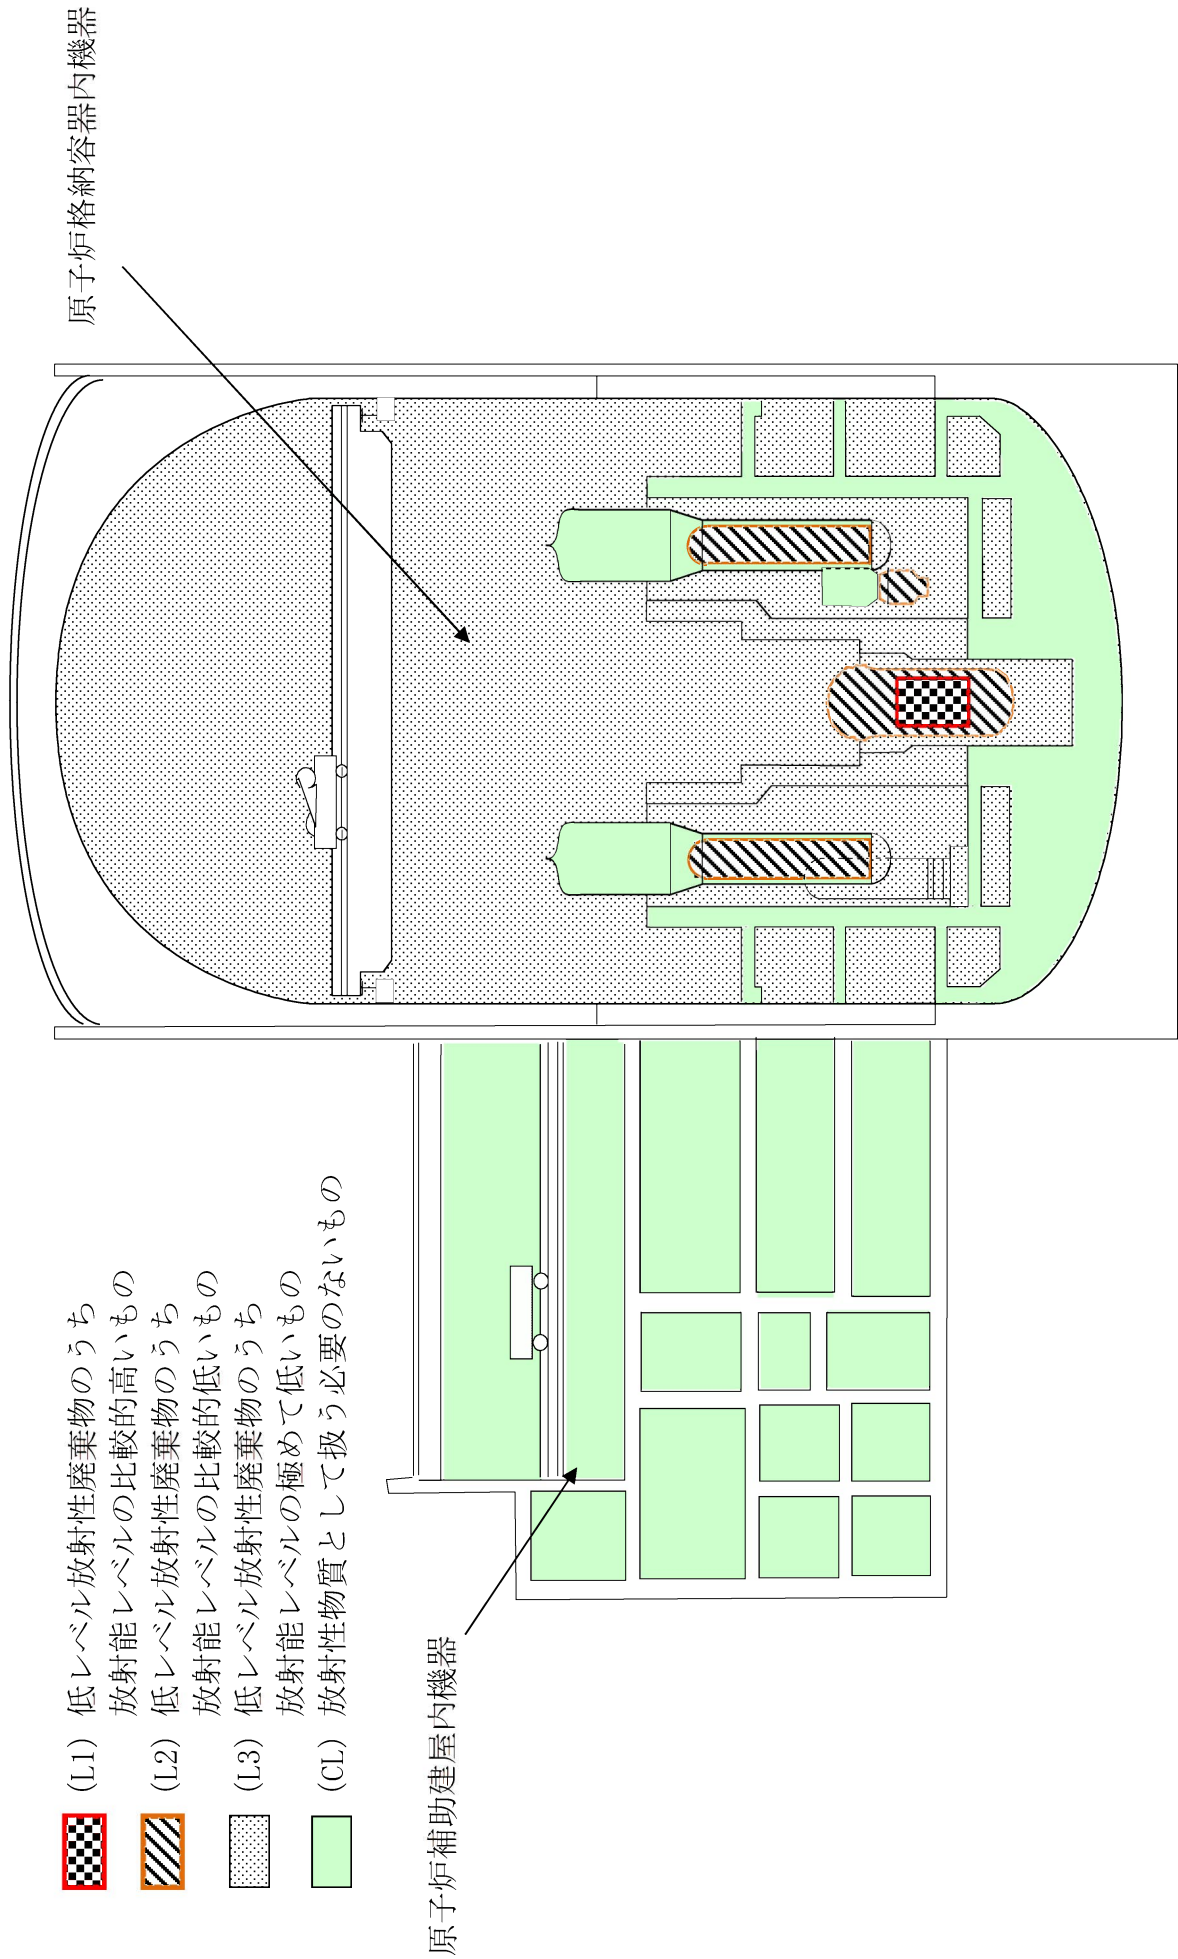 (L1) 低レベル放射性廃棄物のうち
放射能レベルの比較的高いもの
(L2) 低レベル放射性廃棄物のうち
放射能レベルの比較的低いもの
(L3) 低レベル放射性廃棄物のうち
放射能レベルの極めて低いもの
(CL) 放射性物質として扱う必要のないもの
原子炉補助建屋内機器
原子炉格納容器内機器